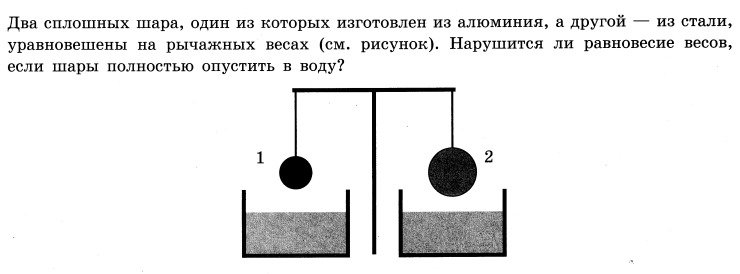 Два сплошных шара, один из которых изготовлен из алюминия, а другой — из стали,
уравновешены на рычажных весах (см. рисунок). Нарушится ли равновесие весов,
если шары полностью опустить в воду?
1
2